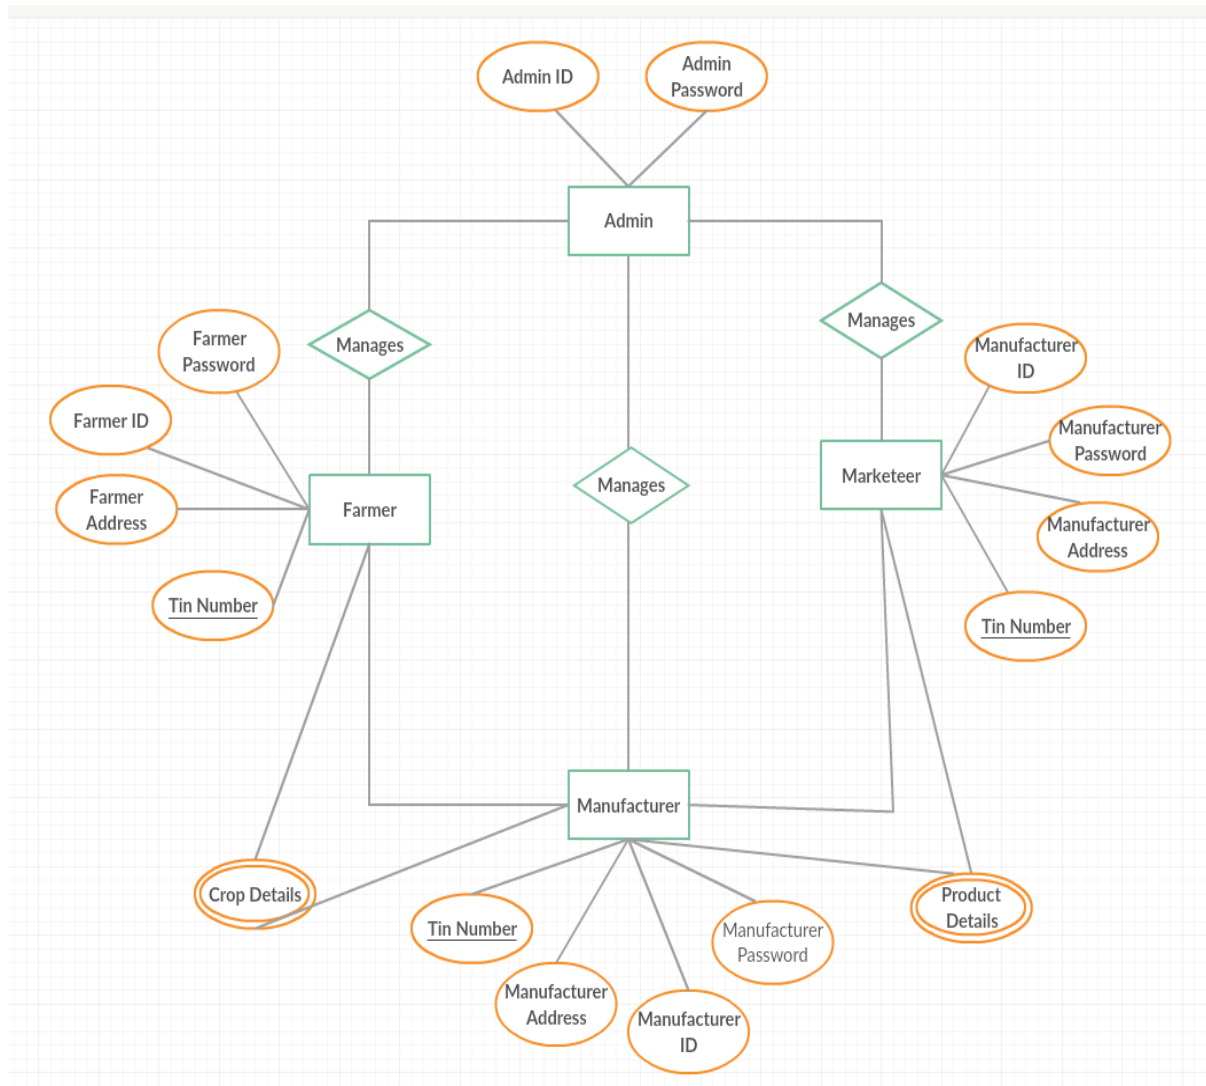 Admin ID
Admin
Password
Admin
Manages
Manages
Farmer
Password
Manufacturer
ID
Farmer ID
Manufacturer
Password
Farmer
Address
Farmer
Manages
Marketeer
Manufacturer
Address
Tin Number
Tin Number
Manufacturer
Crop Details
Product
Details
Tin Number
Manufacturer
Password
Manufacturer
Address
Manufacturer
ID